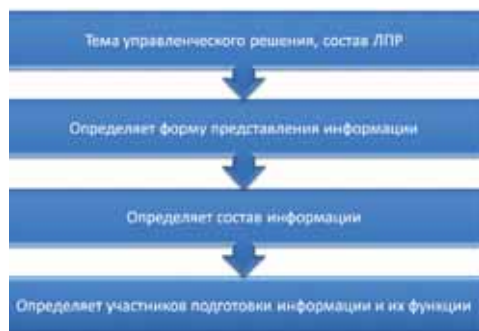 Тема управленческого решения, состав ЛПР
Определяет форму представления информации
Определяет состав информации
Определяет участников подготовки информации и их функции